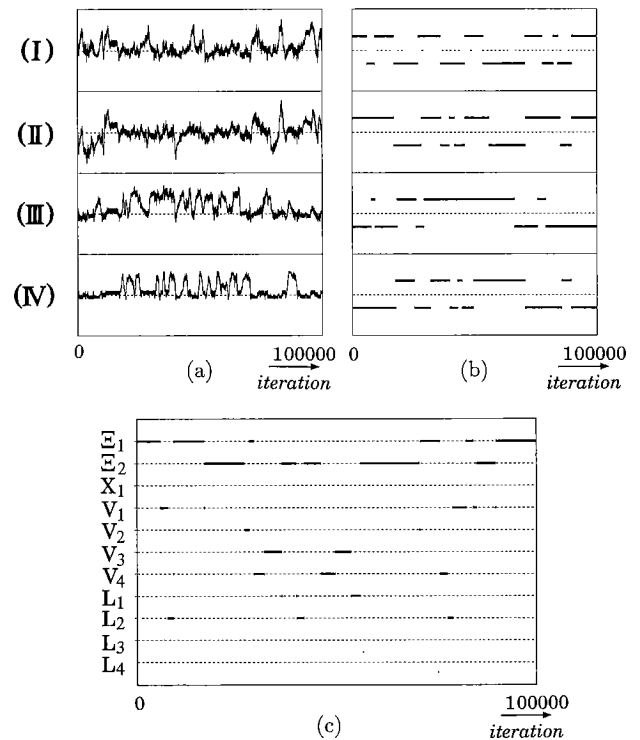 (I)
(II)
(III)
(IV)
0 100000
(a) iteration
0 100000
(b) iteration
Ξ1
Ξ2
X1
V1
V2
V3
V4
L1
L2
L3
L4
0 100000
(c) iteration